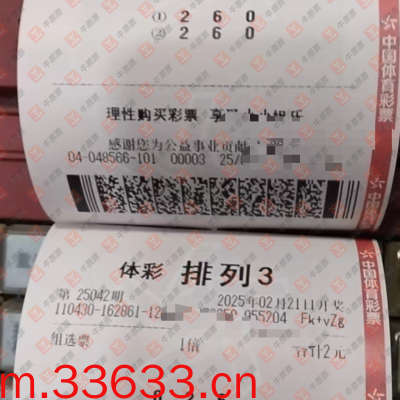 ① 2 6 0
② 2 6 0
理性购买彩票
感谢您为公益事业贡献
04-048566-101 00003 25/
中国体育彩票
体彩 排列3
第 25042期 2025年02月21日开奖
110430-162861-12 955204 Fk+vZg
组选票 1倍 合计2元
中国体育彩票
m.33633.cn